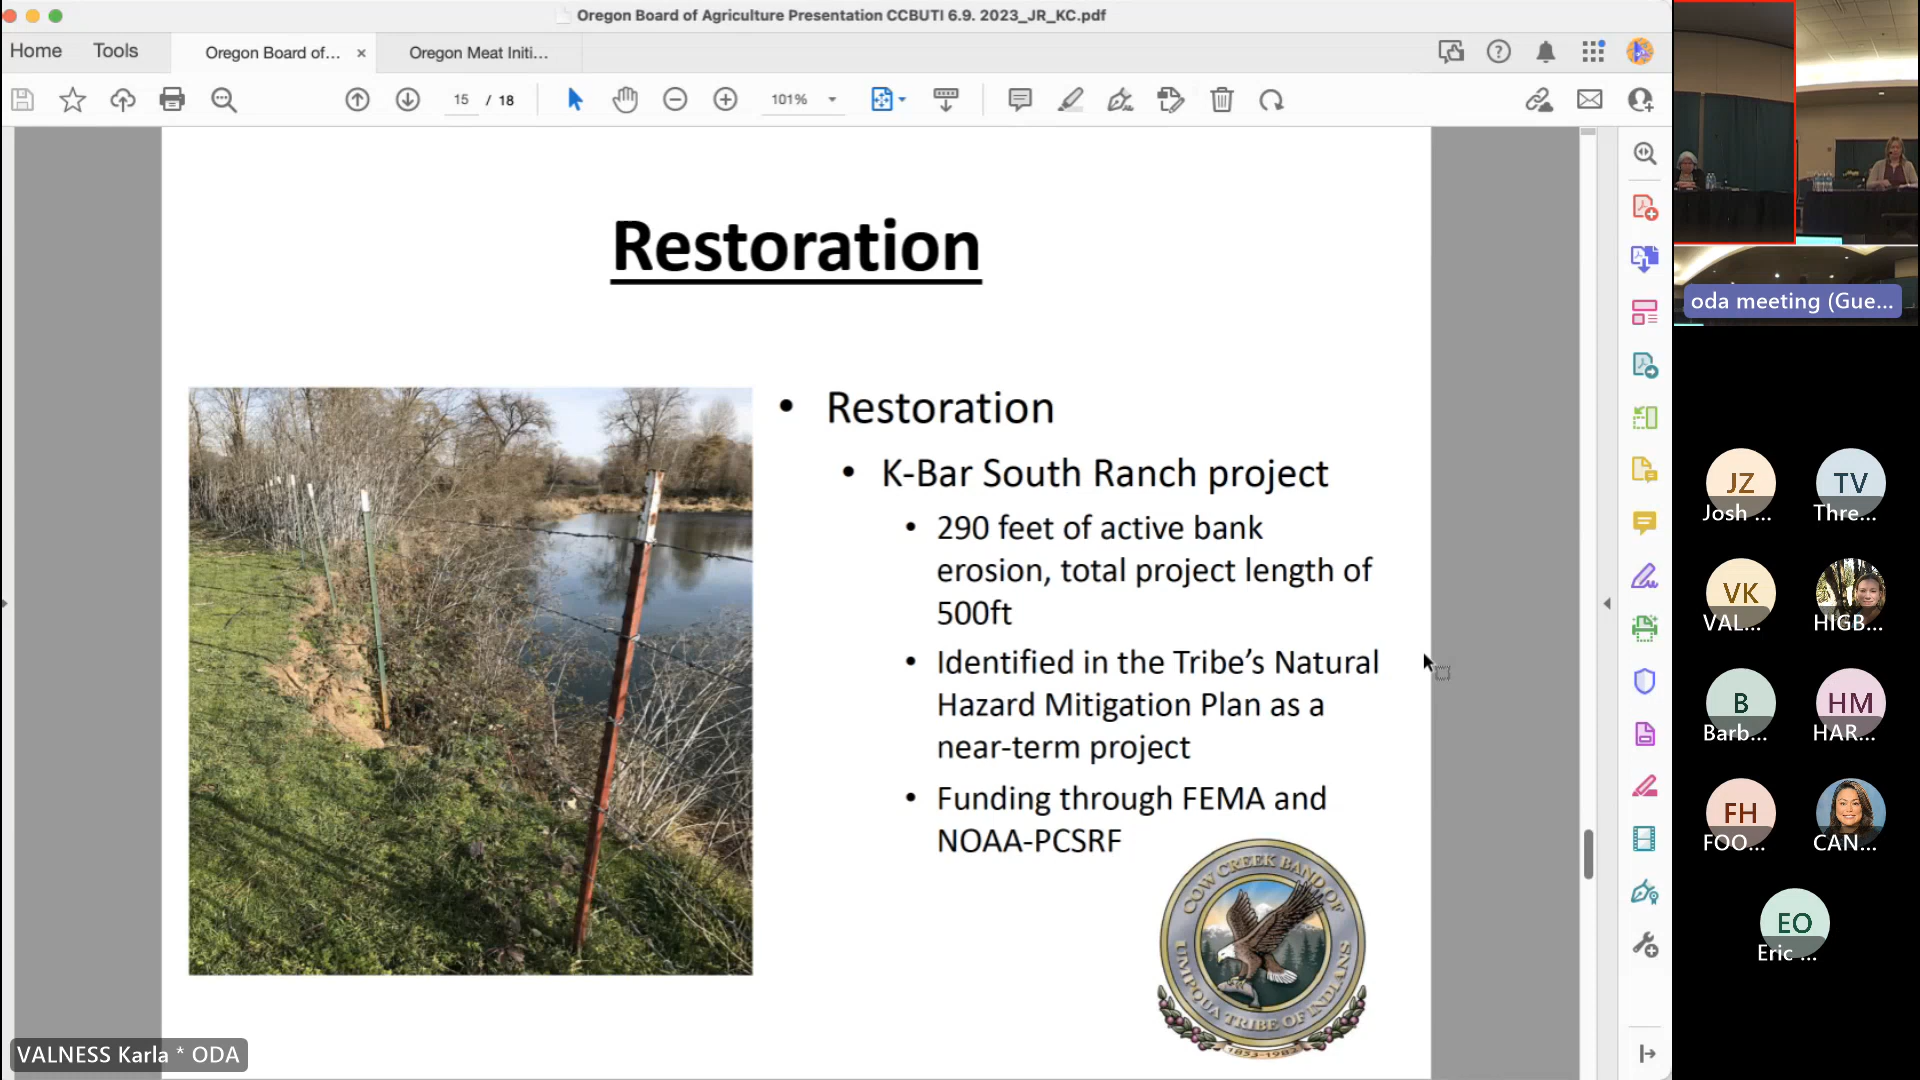 Oregon Board of Agriculture Presentation CCBUTI 6.9. 2023_JR_KC.pdf
Home
Tools
Oregon Board of...
Oregon Meat Initi...
15 / 18
101%
Restoration
• Restoration
• K-Bar South Ranch project
• 290 feet of active bank
erosion, total project length of
500ft
• Identified in the Tribe's Natural
Hazard Mitigation Plan as a
near-term project
• Funding through FEMA and
NOAA-PCSRF
COW CREEK BAND OF
UMPQUA TRIBE OF INDIANS
1853-1982
VALNESS Karla * ODA
oda meeting (Gue...
JZ
Josh ...
TV
Thre...
VK
VAL...
HIGB...
B
Barb...
HM
HAR...
FH
FOO...
CAN...
EO
Eric ...